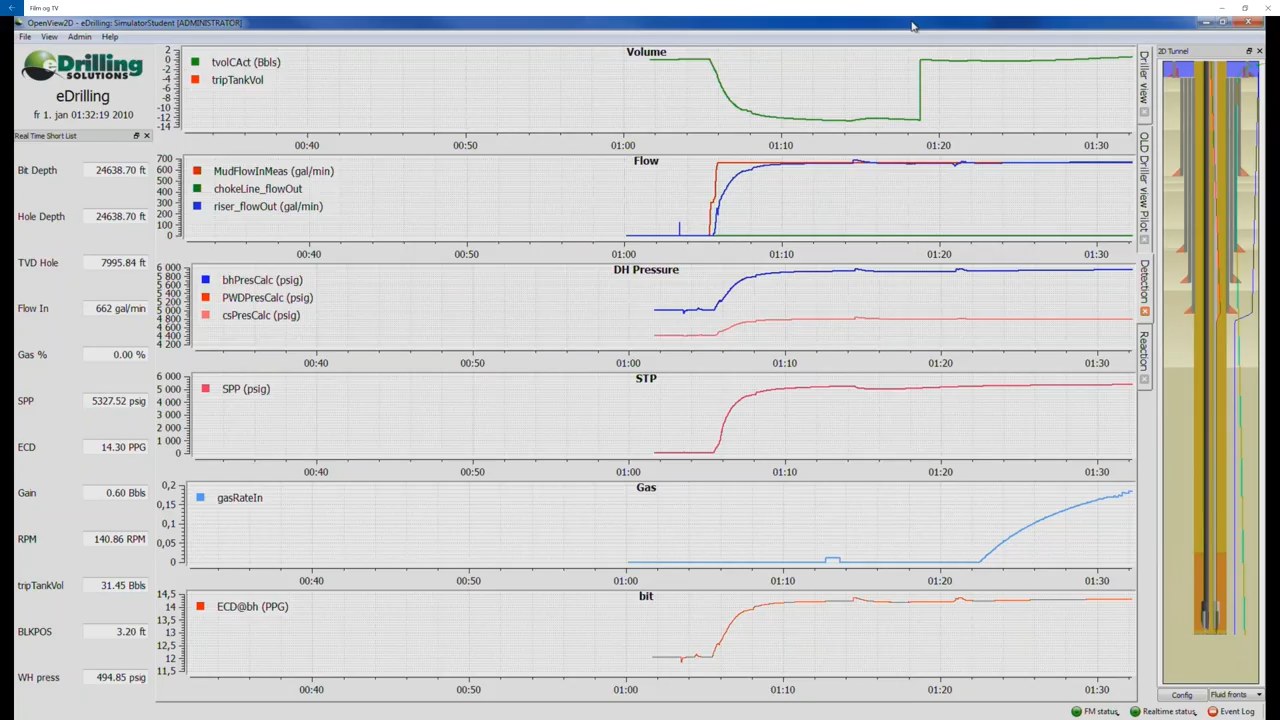 Film og TV
OpenView2D - eDrilling: SimulatorStudent [ADMINISTRATOR]
File View Admin Help
eDrilling
SOLUTIONS
eDrilling
fr 1. jan 01:32:19 2010
Real Time Short List
Bit Depth 24638.70 ft
Hole Depth 24638.70 ft
TVD Hole 7995.84 ft
Flow In 662 gal/min
Gas % 0.00 %
SPP 5327.52 psig
ECD 14.30 PPG
Gain 0.60 Bbls
RPM 140.86 RPM
tripTankVol 31.45 Bbls
BLKPOS 3.20 ft
WH press 494.85 psig
Volume
tvolCAct (Bbls)
tripTankVol
2
0
-2
-4
-6
-8
-10
-12
-14
00:40 00:50 01:00 01:10 01:20 01:30
Flow
MudFlowInMeas (gal/min)
chokeLine_flowOut
riser_flowOut (gal/min)
700
600
500
400
300
200
100
0
00:40 00:50 01:00 01:10 01:20 01:30
DH Pressure
bhPresCalc (psig)
PWDPresCalc (psig)
csPresCalc (psig)
6 000
5 800
5 600
5 400
5 200
5 000
4 800
4 600
4 400
4 200
00:40 00:50 01:00 01:10 01:20 01:30
STP
SPP (psig)
6 000
5 000
4 000
3 000
2 000
1 000
0
00:40 00:50 01:00 01:10 01:20 01:30
Gas
gasRateIn
0,2
0,15
0,1
0,05
0
00:40 00:50 01:00 01:10 01:20 01:30
bit
ECD@bh (PPG)
14,5
14
13,5
13
12,5
12
11,5
00:40 00:50 01:00 01:10 01:20 01:30
Driller view
OLD Driller view Pilot
Detection
Reaction
2D Tunnel
Config Fluid fronts
FM status Realtime status Event Log